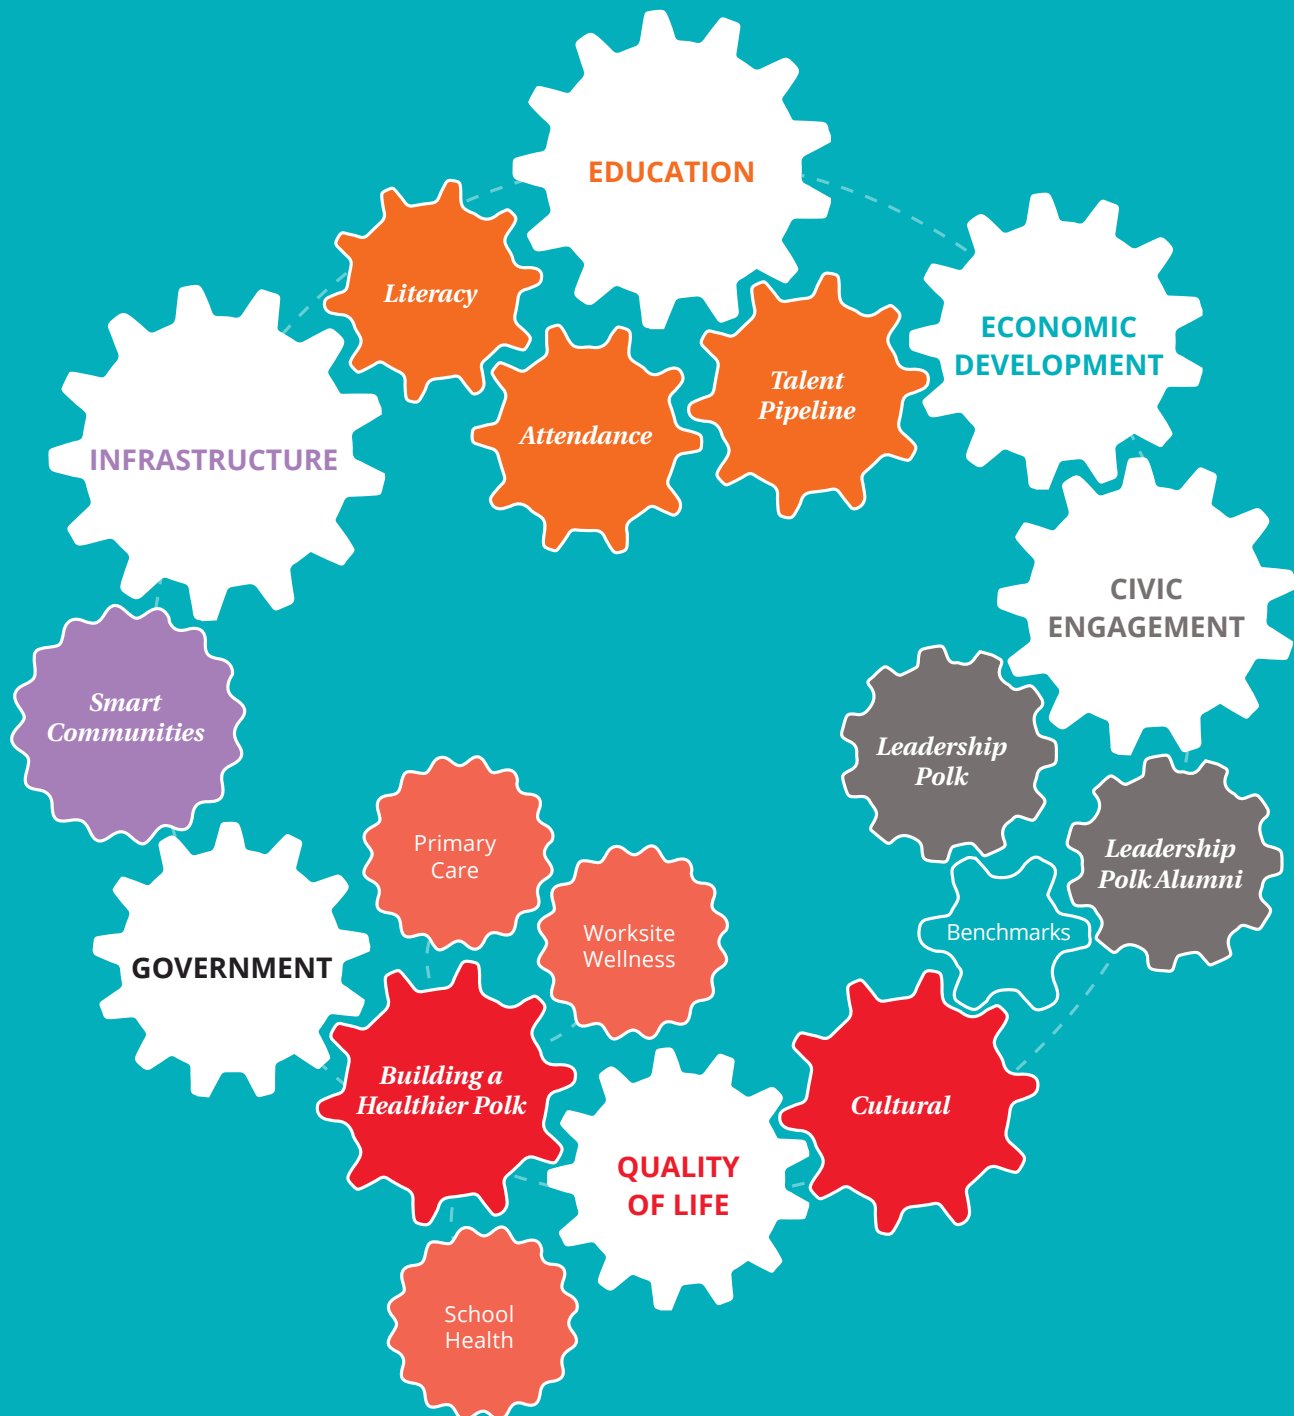 EDUCATION
Literacy
ECONOMIC
DEVELOPMENT
Talent
Pipeline
Attendance
INFRASTRUCTURE
CIVIC
ENGAGEMENT
Smart
Communities
Leadership
Polk
Primary
Care
Leadership
Polk Alumni
Worksite
Wellness
Benchmarks
GOVERNMENT
Building a
Healthier Polk
Cultural
QUALITY
OF LIFE
School
Health